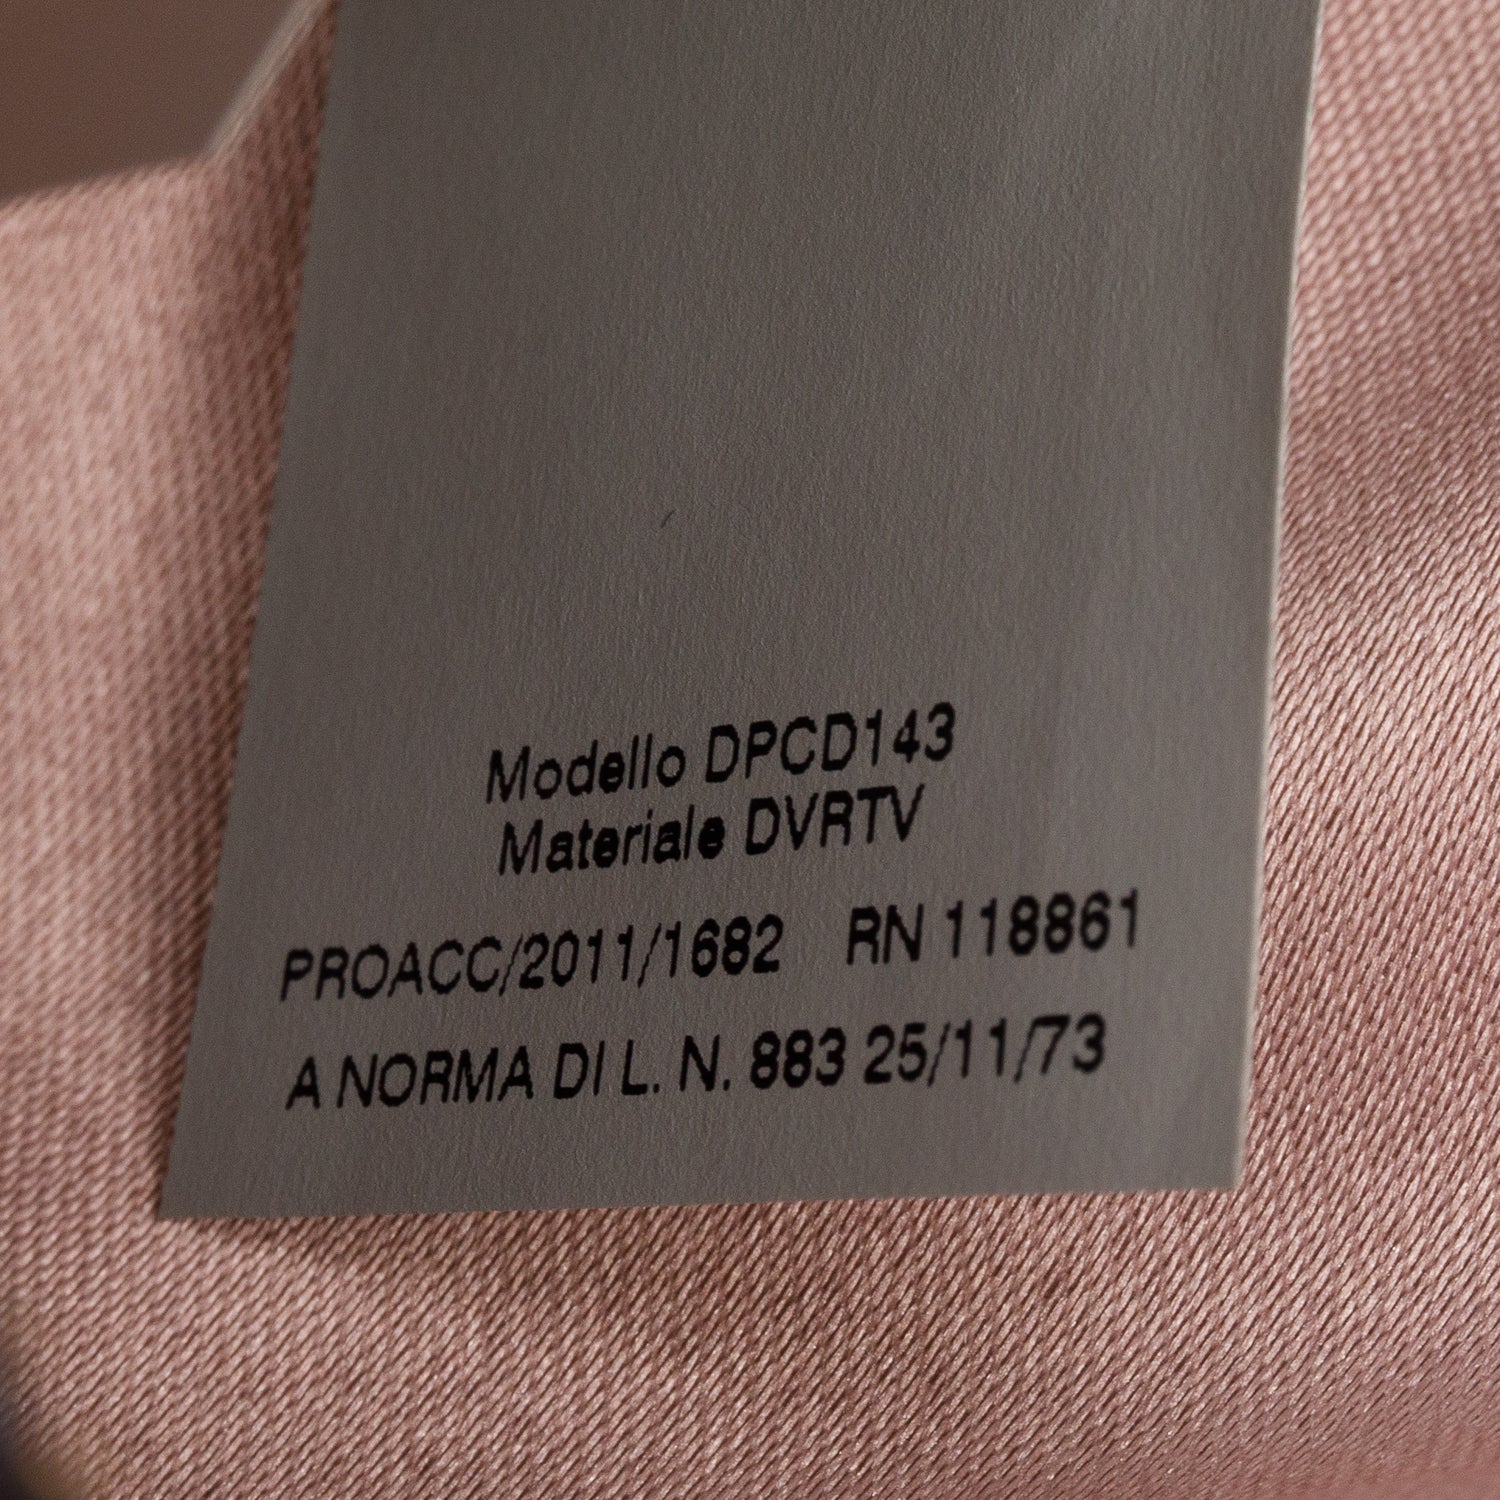 Modello DPCD143
Materiale DVRTV
PROACC/2011/1682 RN 118861
A NORMA DI L. N. 883 25/11/73